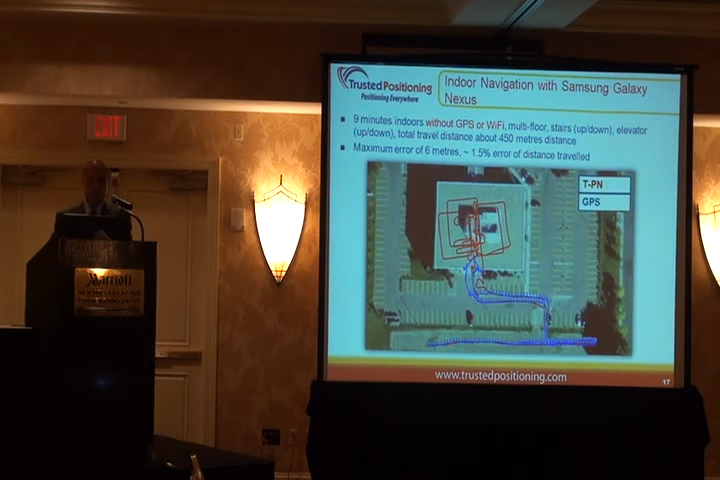 EXIT
Marriott
Trusted Positioning
Positioning Everywhere
Indoor Navigation with Samsung Galaxy
Nexus
▪ 9 minutes indoors without GPS or WiFi, multi-floor, stairs (up/down), elevator
(up/down), total travel distance about 450 metres distance
▪ Maximum error of 6 metres, ~ 1.5% error of distance travelled
T-PN
GPS
www.trustedpositioning.com
17